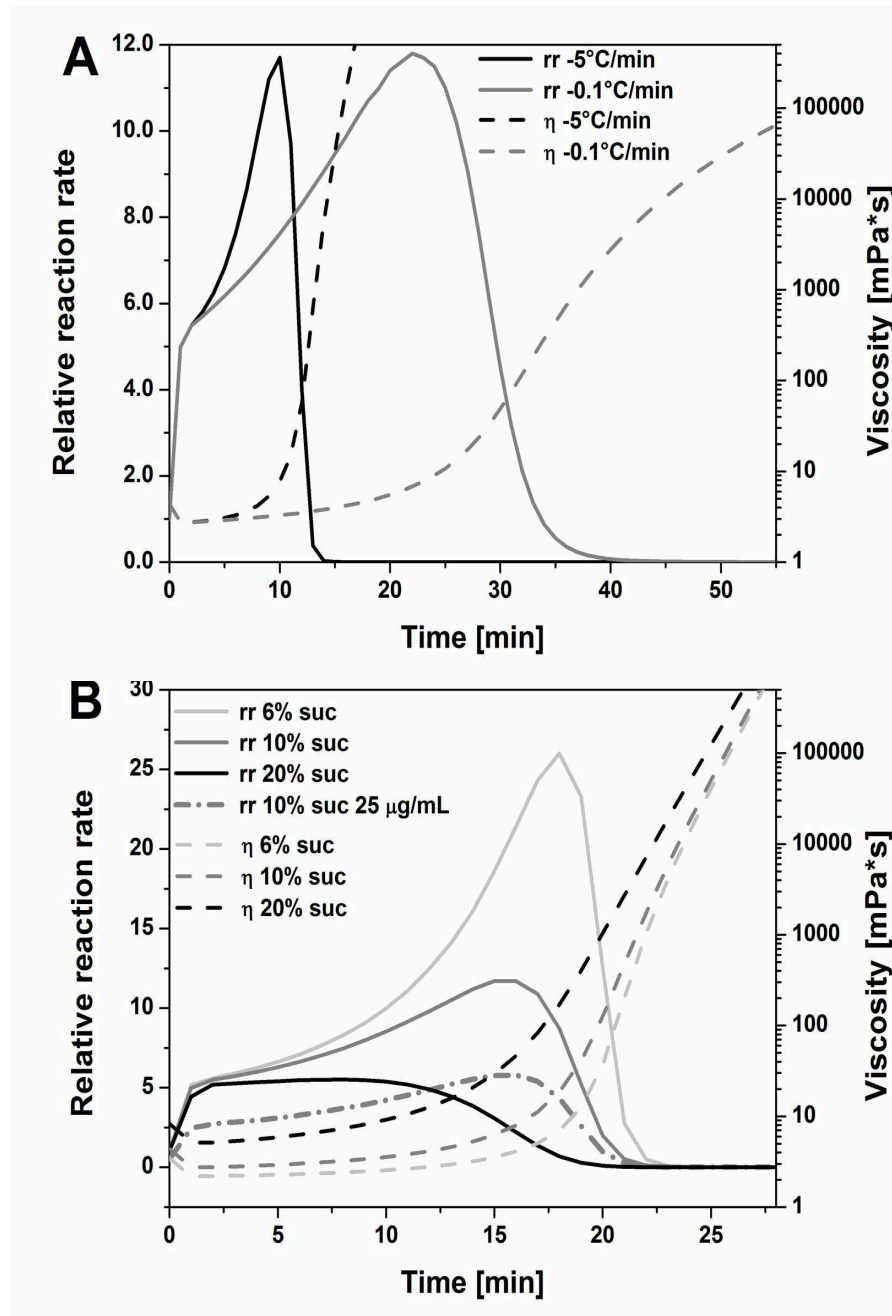 A
12.0
10.0
8.0
6.0
4.0
2.0
0.0
Relative reaction rate
rr -5°C/min
rr -0.1°C/min
η -5°C/min
η -0.1°C/min
100000
10000
1000
100
10
1
Viscosity [mPa*s]
0 10 20 30 40 50
Time [min]
B
30
25
20
15
10
5
0
Relative reaction rate
rr 6% suc
rr 10% suc
rr 20% suc
rr 10% suc 25 μg/mL
η 6% suc
η 10% suc
η 20% suc
100000
10000
1000
100
10
1
Viscosity [mPa*s]
0 5 10 15 20 25
Time [min]